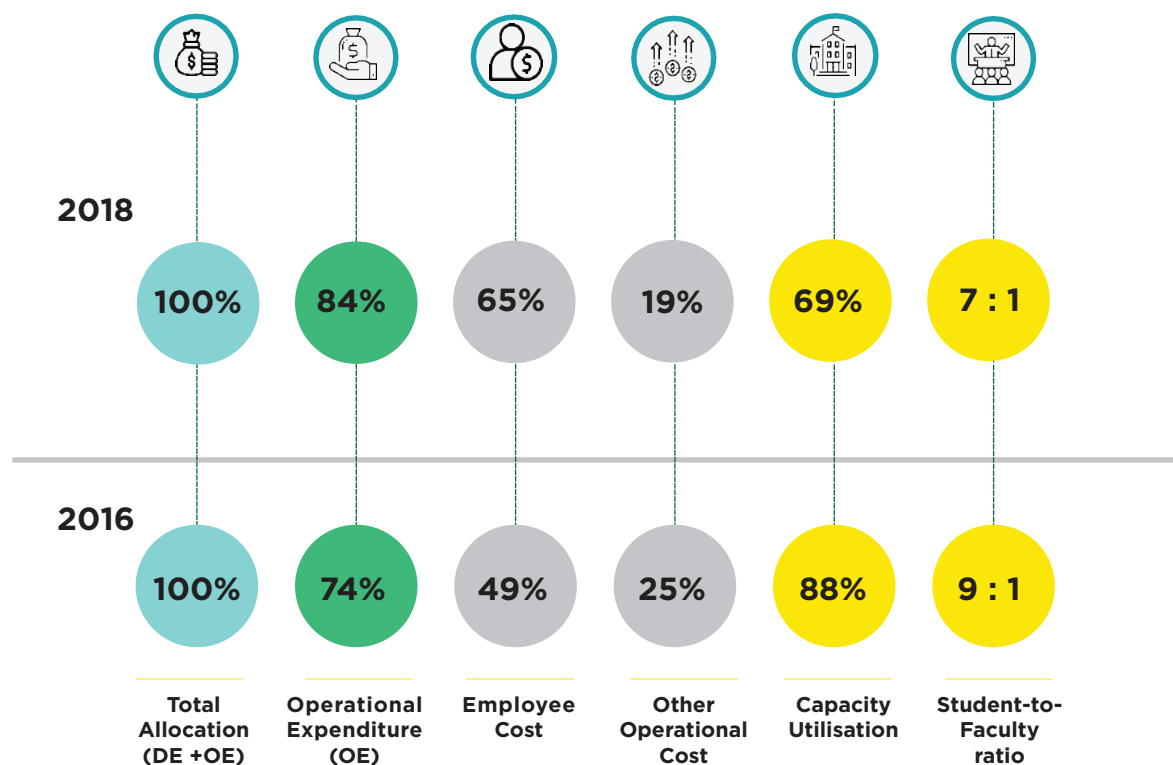 2018
100%
84%
65%
19%
69%
7 : 1
2016
100%
74%
49%
25%
88%
9 : 1
Total
Allocation
(DE +OE)
Operational
Expenditure
(OE)
Employee
Cost
Other
Operational
Cost
Capacity
Utilisation
Student-to-
Faculty
ratio